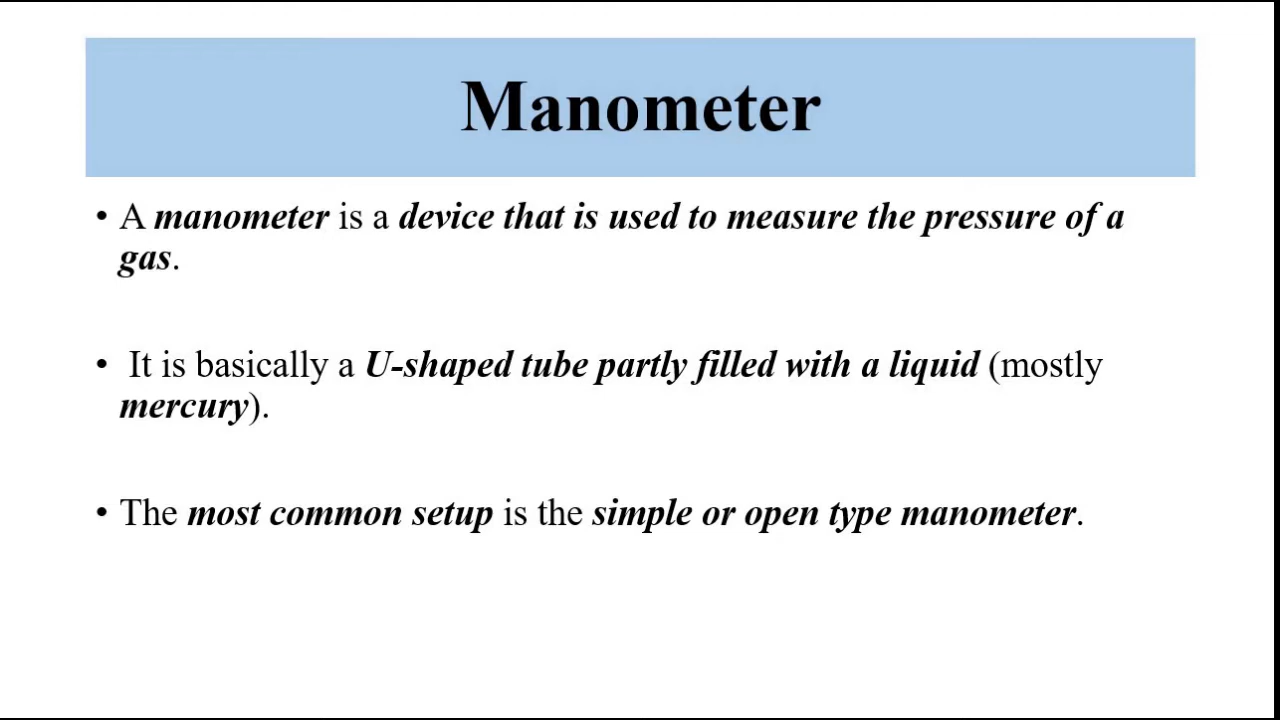 Manometer
• A manometer is a device that is used to measure the pressure of a
gas.
• It is basically a U-shaped tube partly filled with a liquid (mostly
mercury).
• The most common setup is the simple or open type manometer.